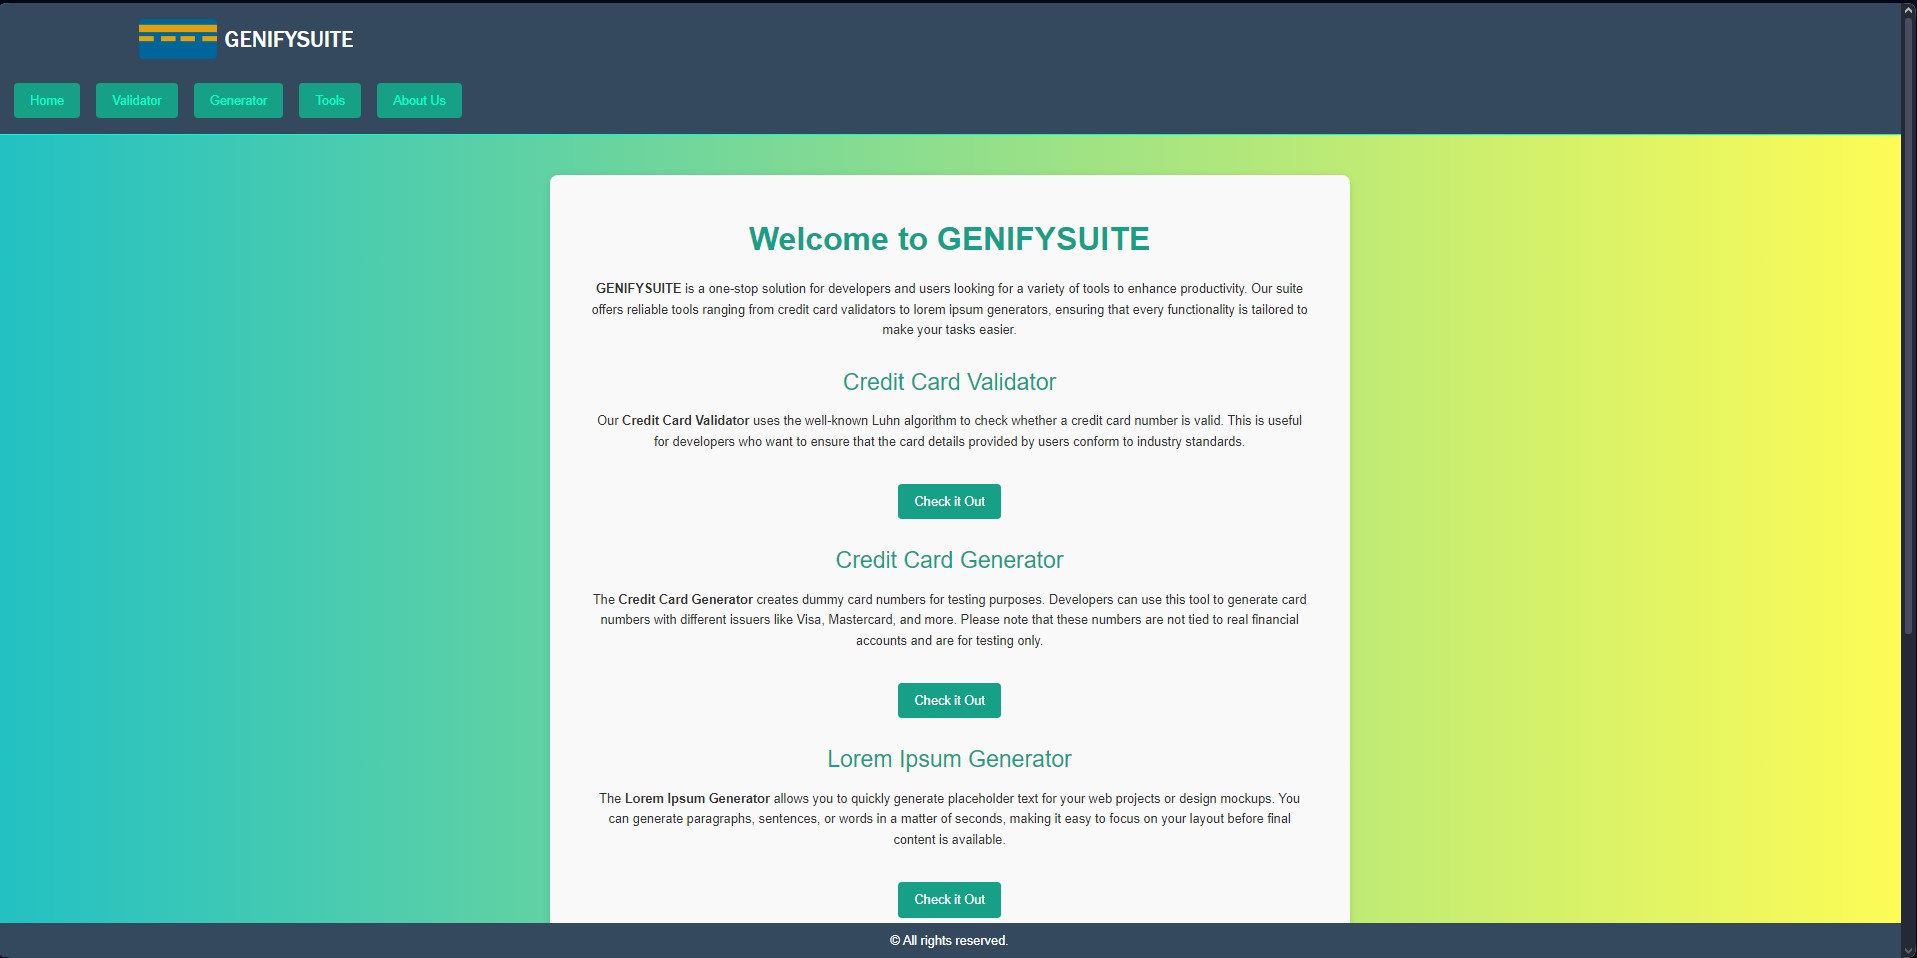 GENIFYSUITE
Home
Validator
Generator
Tools
About Us
Welcome to GENIFYSUITE
GENIFYSUITE is a one-stop solution for developers and users looking for a variety of tools to enhance productivity. Our suite
offers reliable tools ranging from credit card validators to lorem ipsum generators, ensuring that every functionality is tailored to
make your tasks easier.
Credit Card Validator
Our Credit Card Validator uses the well-known Luhn algorithm to check whether a credit card number is valid. This is useful
for developers who want to ensure that the card details provided by users conform to industry standards.
Check it Out
Credit Card Generator
The Credit Card Generator creates dummy card numbers for testing purposes. Developers can use this tool to generate card
numbers with different issuers like Visa, Mastercard, and more. Please note that these numbers are not tied to real financial
accounts and are for testing only.
Check it Out
Lorem Ipsum Generator
The Lorem Ipsum Generator allows you to quickly generate placeholder text for your web projects or design mockups. You
can generate paragraphs, sentences, or words in a matter of seconds, making it easy to focus on your layout before final
content is available.
Check it Out
© All rights reserved.